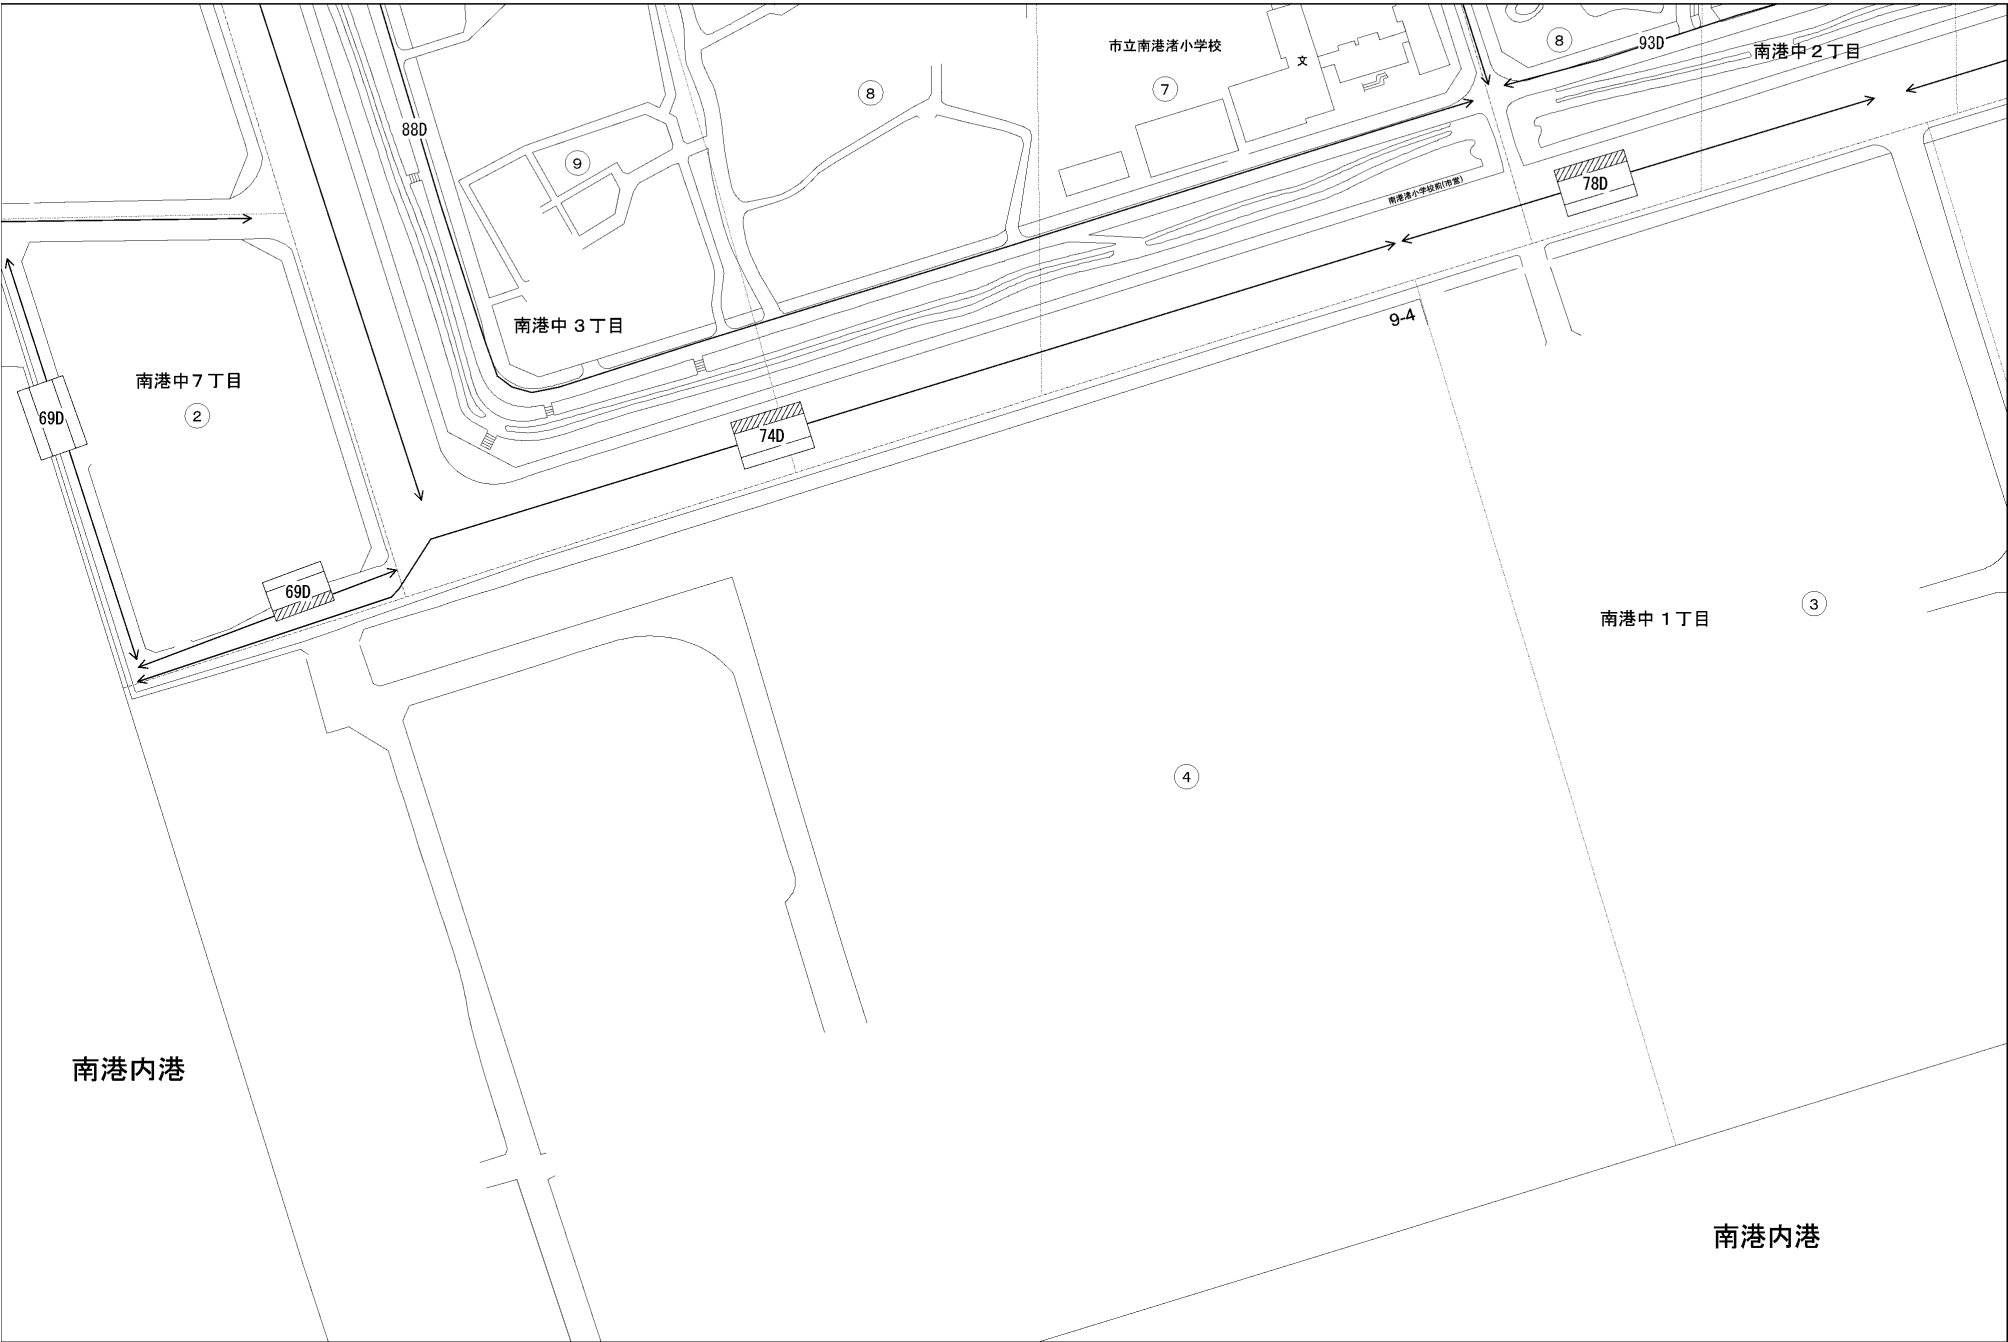 ⑧
93D
南港中２丁目
市立南港渚小学校
文
⑧
⑦
88D
⑨
78D
南港渚小学校前(市営)
南港中３丁目
9-4
南港中７丁目
②
69D
74D
69D
③
南港中１丁目
④
南港内港
南港内港